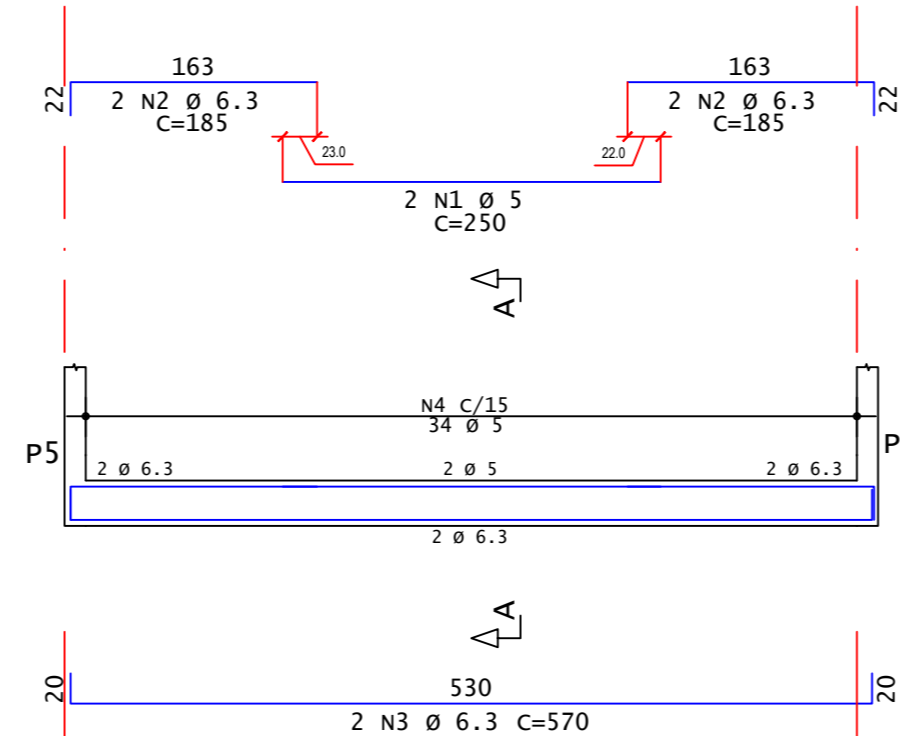 163
163
22
2 N2 Ø 6.3
C=185
2 N2 Ø 6.3
C=185
22
23.0
22.0
2 N1 Ø 5
C=250
A
N4 C/15
34 Ø 5
P5
P
2 Ø 6.3
2 Ø 5
2 Ø 6.3
2 Ø 6.3
A
20
530
20
2 N3 Ø 6.3 C=570